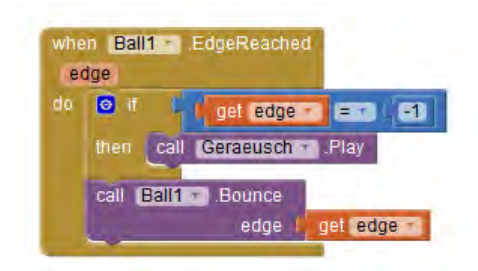 when Ball1 .EdgeReached
edge
do if get edge = -1
then call Geraeusch .Play
call Ball1 .Bounce
edge get edge